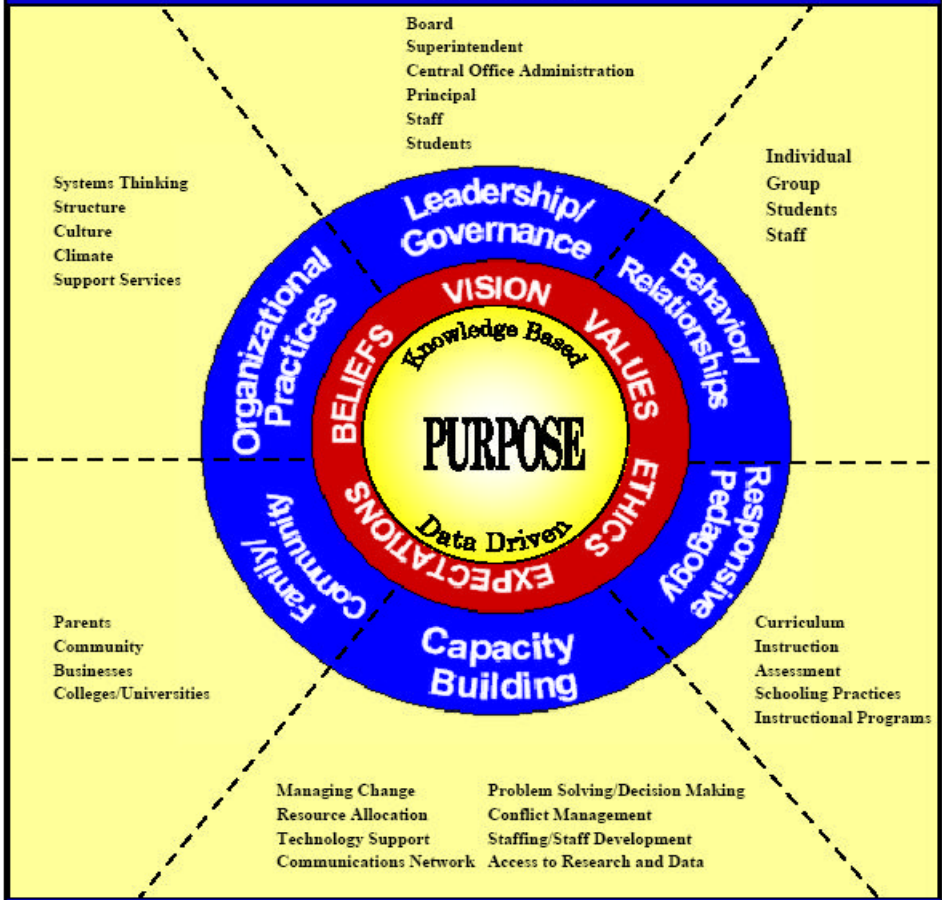 Board
Superintendent
Central Office Administration
Principal
Staff
Students
Individual
Group
Students
Staff
Systems Thinking
Structure
Culture
Climate
Support Services
Leadership/
Governance
Behavior/
Relationships
Organizational
Practices
VISION
VALUES
BELIEFS
Knowledge Based
PURPOSE
Data Driven
ETHICS
EXPECTATIONS
Responsive
Pedagogy
Family/
Community
Capacity
Building
Parents
Community
Businesses
Colleges/Universities
Curriculum
Instruction
Assessment
Schooling Practices
Instructional Programs
Managing Change
Resource Allocation
Technology Support
Communications Network
Problem Solving/Decision Making
Conflict Management
Staffing/Staff Development
Access to Research and Data